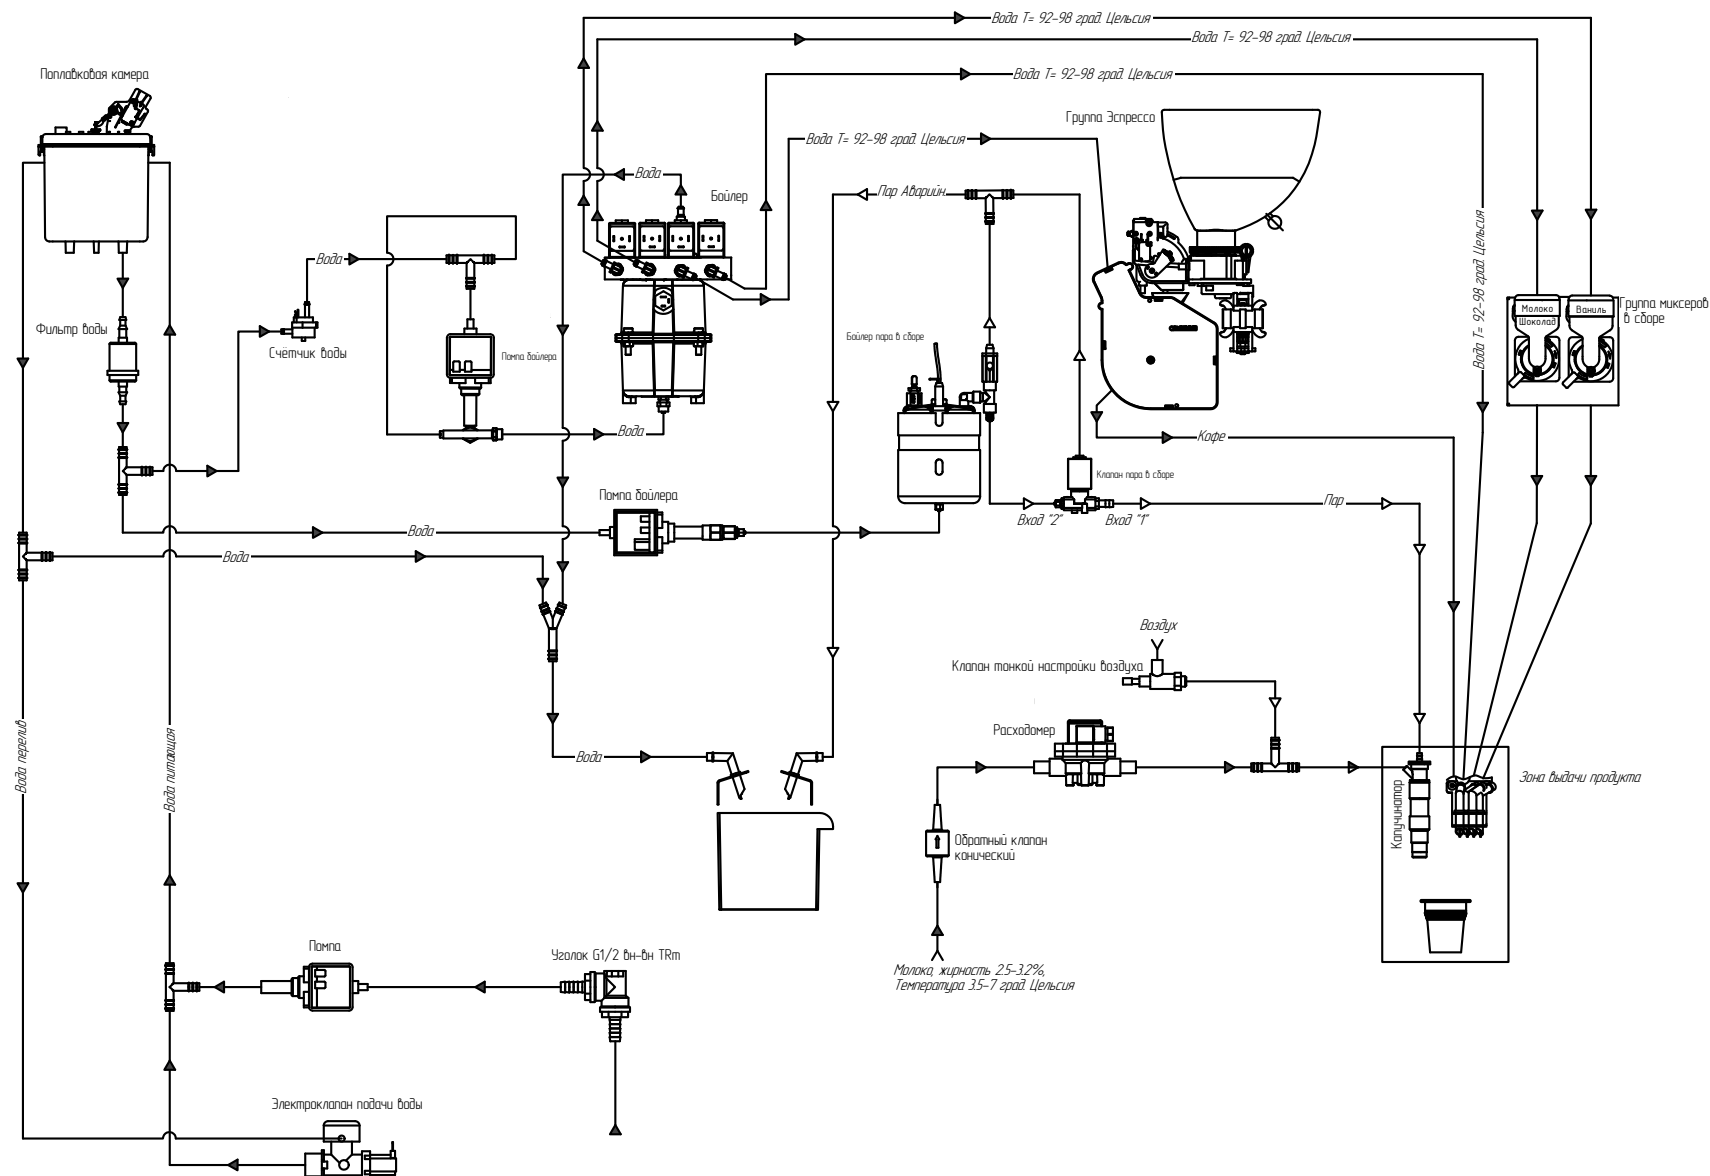 Вода Т= 92-98 град. Цельсия
Вода Т= 92-98 град. Цельсия
Вода Т= 92-98 град. Цельсия
Поплавковая камера
Группа Эспрессо
Вода Т= 92-98 град. Цельсия
Вода
Бойлер
Пар Аварийн.
Вода
Вода Т= 92-98 град. Цельсия
Группа миксеров
в сборе
Молоко
Шоколад
Ваниль
Фильтр воды
Счётчик воды
Помпа бойлера
Бойлер пара в сборе
Вода
Кофе
Клапан пара в сборе
Помпа бойлера
Пар
Вход "2"
Вход "1"
Вода
Вода
Воздух
Клапан тонкой настройки воздуха
Расходомер
Вода перелив
Вода питающая
Вода
Зона выдачи продукта
Капучинатор
Обратный клапан
конический
Помпа
Уголок G1/2 вн-вн TRm
Молоко, жирность 2.5-3.2%,
Температура 3.5-7 град. Цельсия
Электроклапан подачи воды